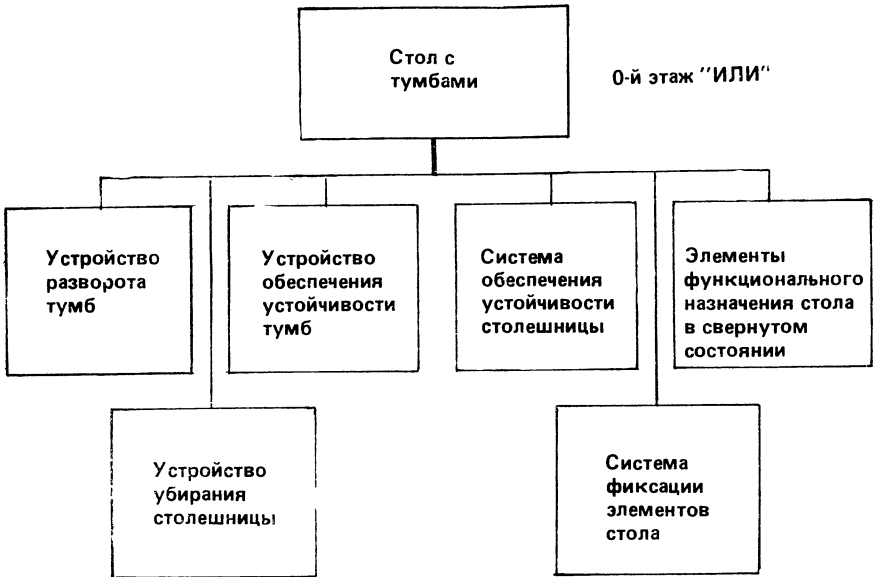 Стол с
тумбами
0-й этаж "ИЛИ"
Устройство
разворота
тумб
Устройство
обеспечения
устойчивости
тумб
Система
обеспечения
устойчивости
столешницы
Элементы
функционального
назначения стола
в свернутом
состоянии
Устройство
убирания
столешницы
Система
фиксации
элементов
стола